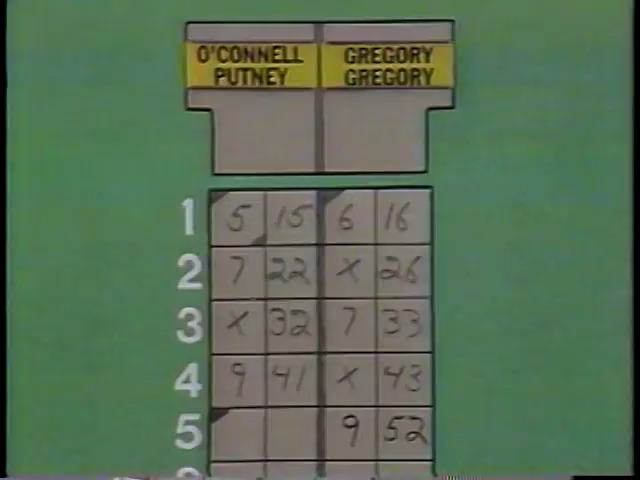 O'CONNELL PUTNEY
GREGORY GREGORY
1 5 15 6 16
2 7 22 X 26
3 X 32 7 33
4 9 41 X 43
5 9 52